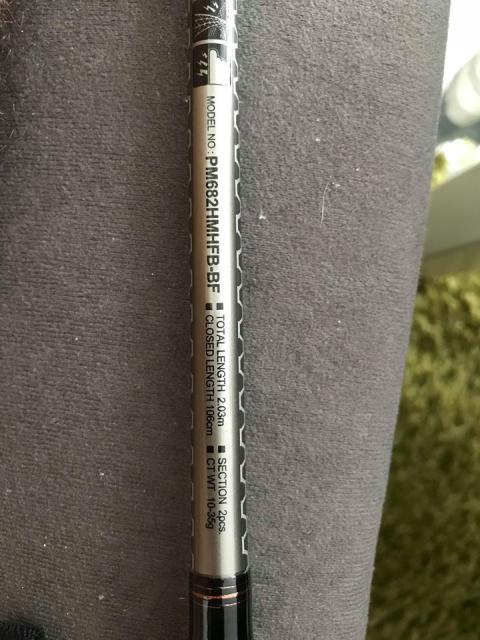 MODEL NO : PM682HMHFB-BF
■ TOTAL LENGTH 2.03m ■ SECTION 2pcs.
■ CLOSED LENGTH 106cm ■ CT WT 10-35g